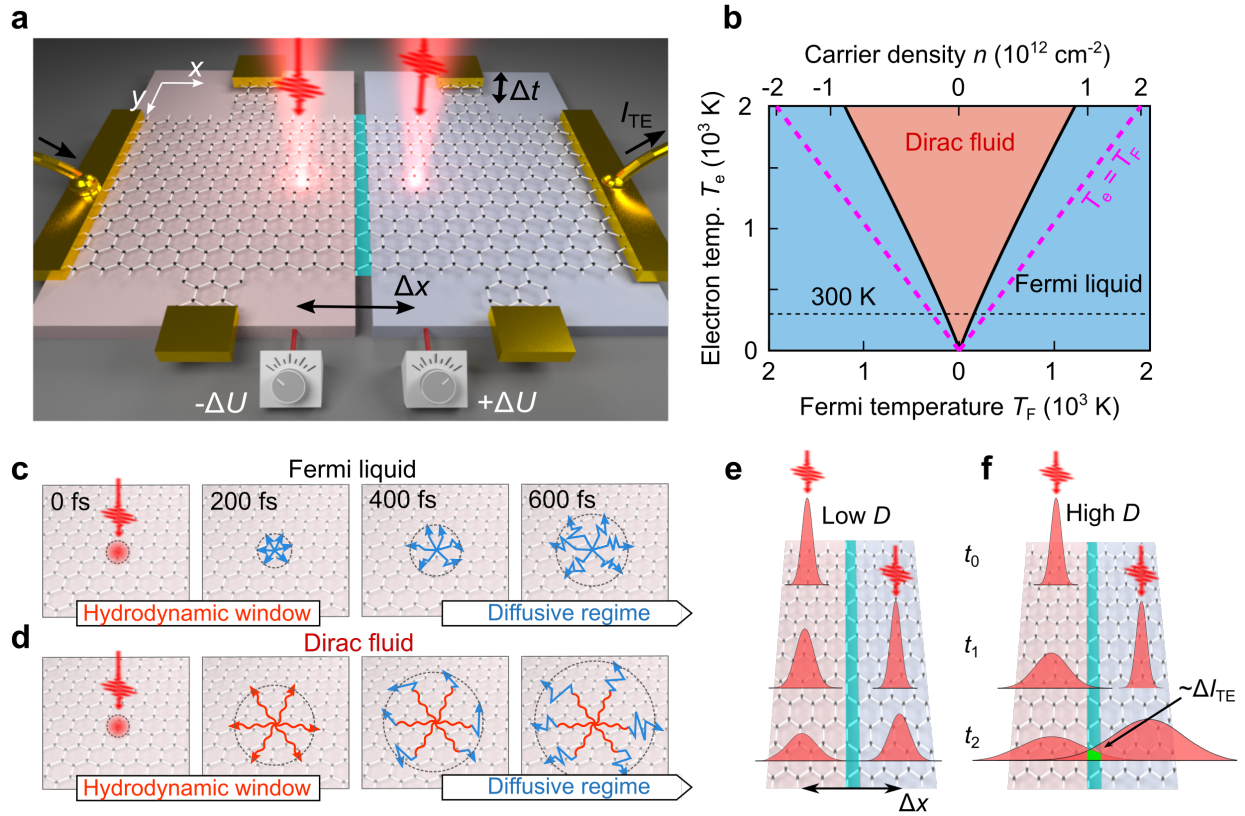 a
x
y
Δt
I_TE
Δx
-ΔU
+ΔU
b
Carrier density n (10^12 cm^-2)
-2 -1 0 1 2
Electron temp. T_e (10^3 K)
2
1
0
Dirac fluid
T_e = T_F
Fermi liquid
300 K
2 1 0 1 2
Fermi temperature T_F (10^3 K)
c
Fermi liquid
0 fs
200 fs
400 fs
600 fs
Hydrodynamic window
Diffusive regime
d
Dirac fluid
Hydrodynamic window
Diffusive regime
e
Low D
t_0
t_1
t_2
Δx
f
High D
~ΔI_TE